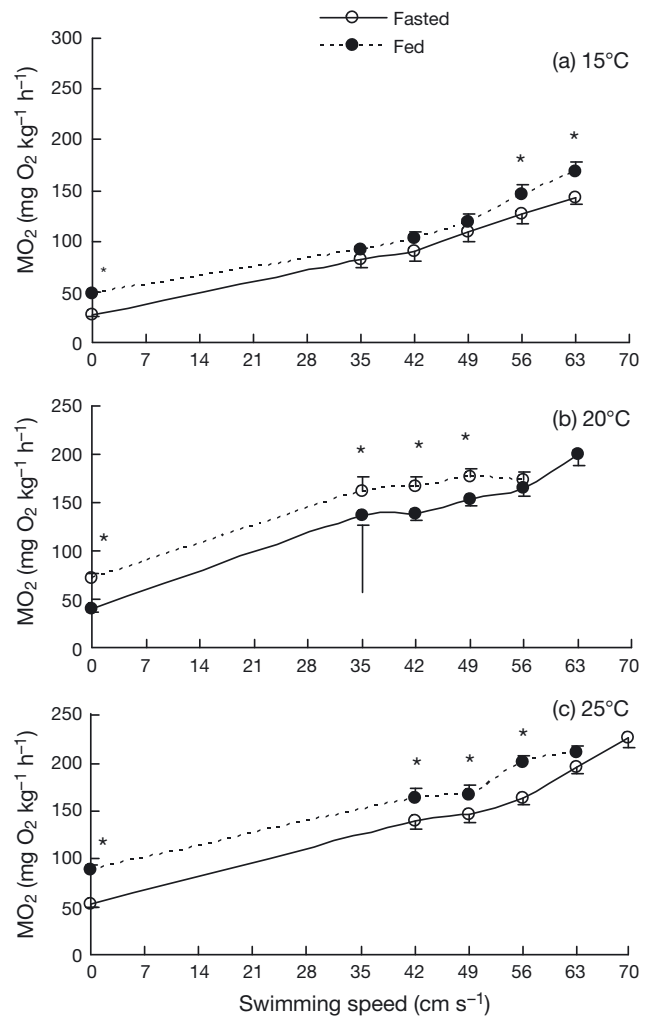 Fasted
Fed
(a) 15°C
300
250
200
150
100
50
0
MO₂ (mg O₂ kg⁻¹ h⁻¹)
* * *
0 7 14 21 28 35 42 49 56 63 70
(b) 20°C
250
200
150
100
50
0
MO₂ (mg O₂ kg⁻¹ h⁻¹)
* * * *
0 7 14 21 28 35 42 49 56 63 70
(c) 25°C
250
200
150
100
50
0
MO₂ (mg O₂ kg⁻¹ h⁻¹)
* * * *
0 7 14 21 28 35 42 49 56 63 70
Swimming speed (cm s⁻¹)